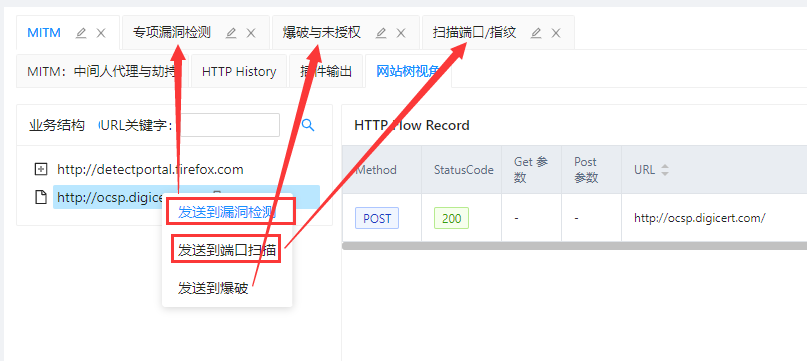 MITM 专项漏洞检测 爆破与未授权 扫描端口/指纹
MITM：中间人代理与劫持 HTTP History 插件输出 网站树视角
业务结构 URL关键字：
HTTP Flow Record
http://detectportal.firefox.com
http://ocsp.digicert
Method StatusCode Get 参数 Post 参数 URL
POST 200 - - http://ocsp.digicert.com/
发送到漏洞检测
发送到端口扫描
发送到爆破